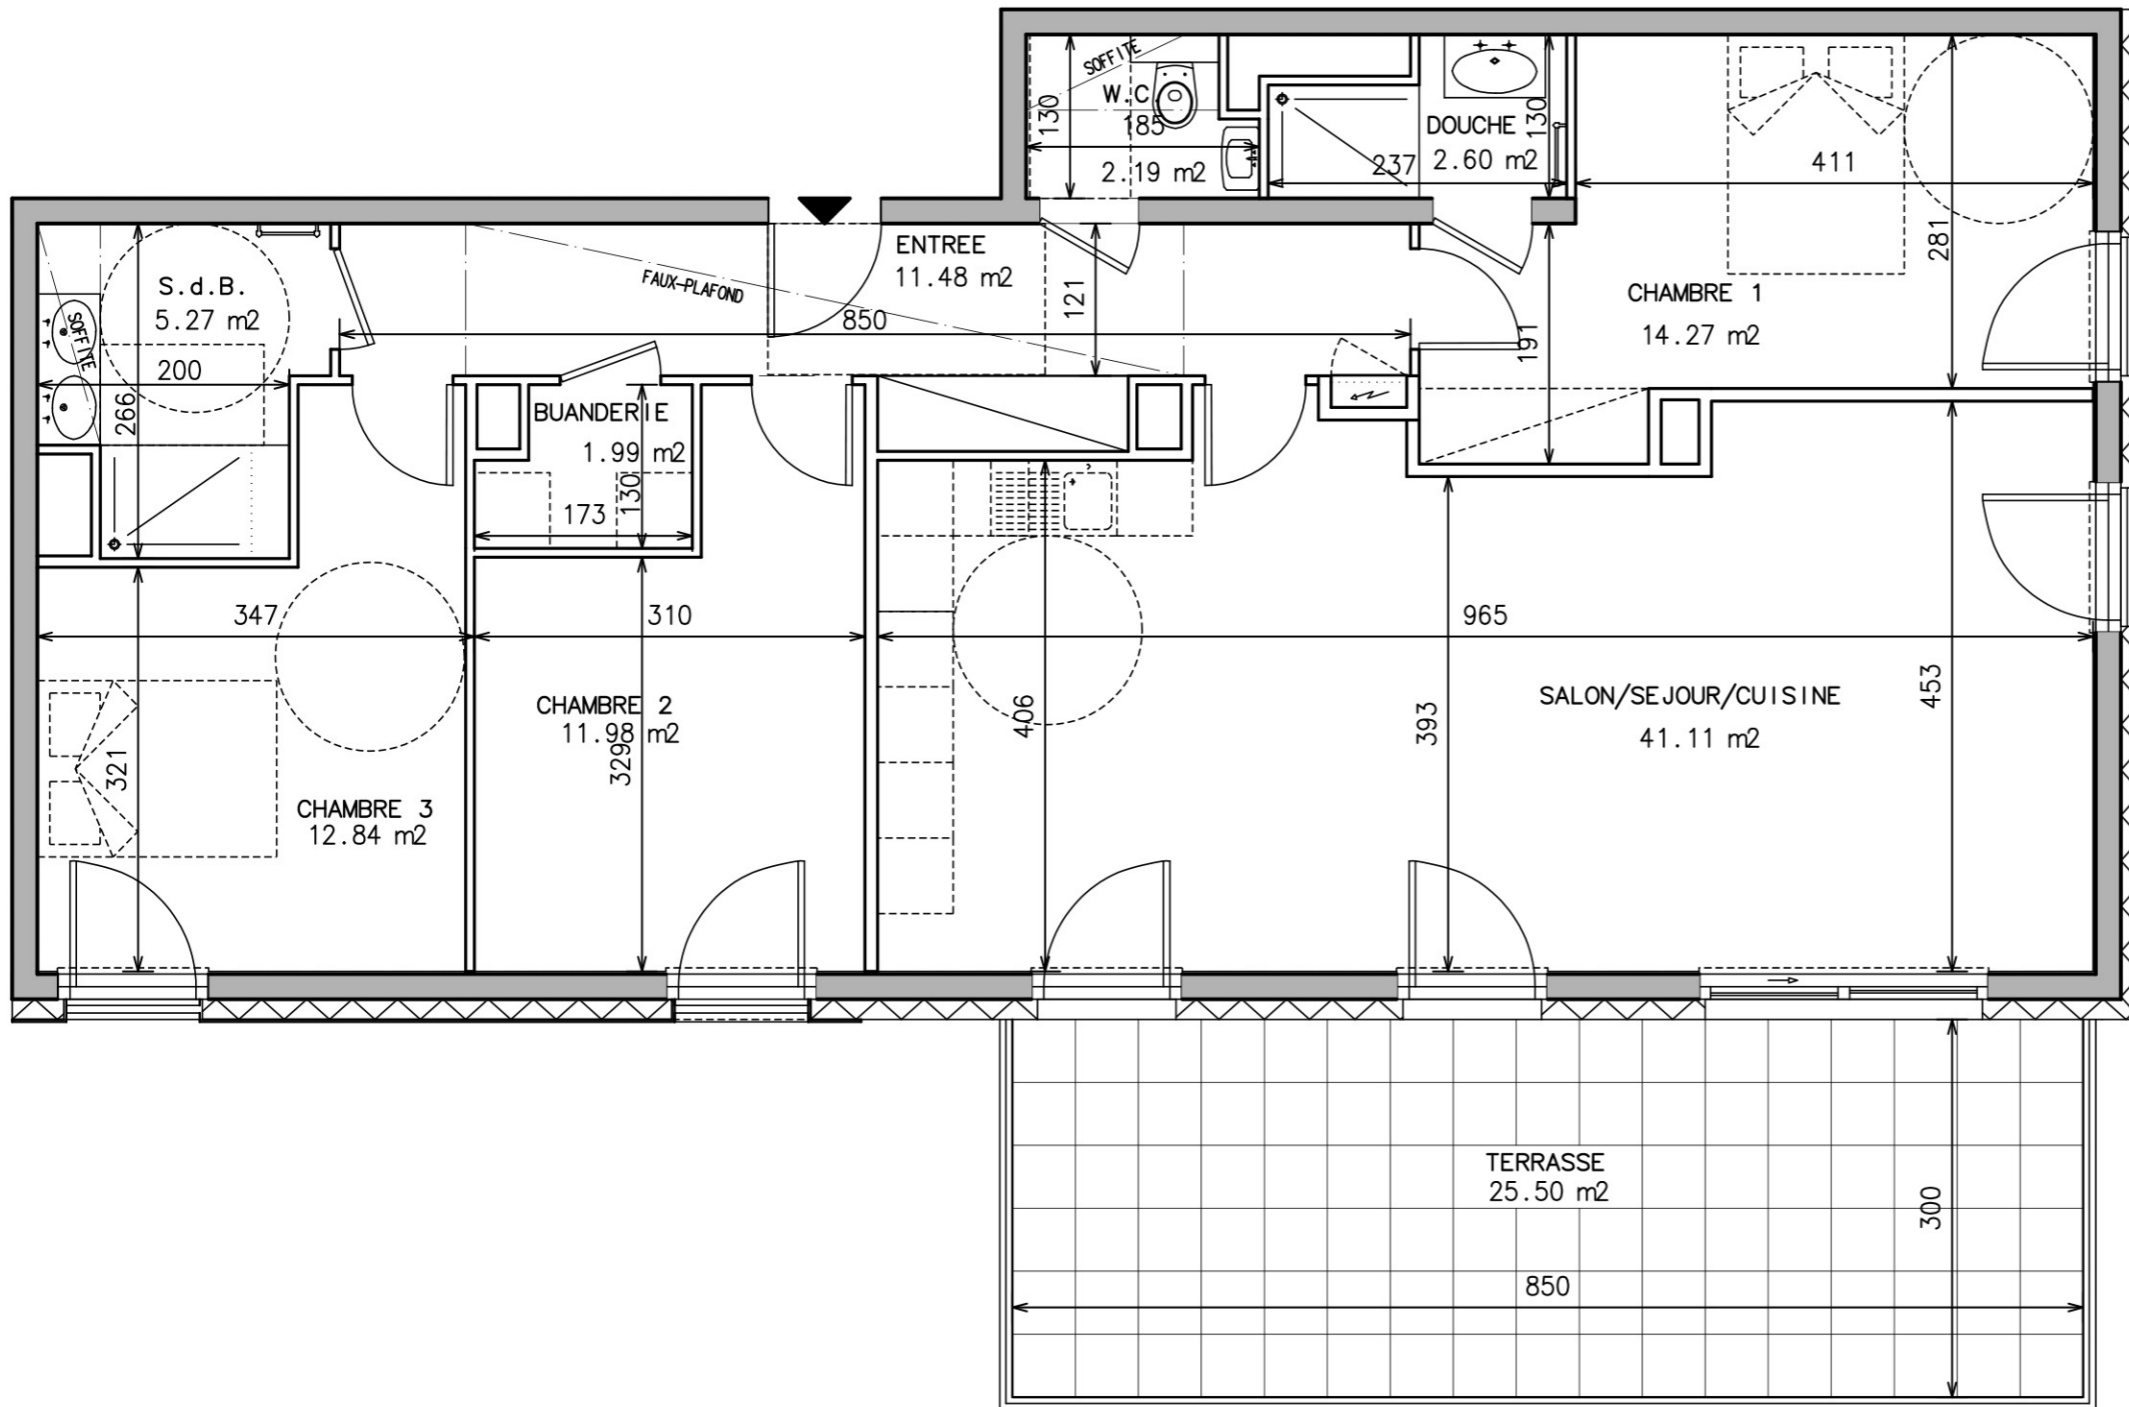 SOFFITE
W.C.
130
185
2.19 m2
DOUCHE
130
237
2.60 m2
411
281
CHAMBRE 1
14.27 m2
191
ENTREE
11.48 m2
FAUX-PLAFOND
121
850
S.d.B.
5.27 m2
SOFFITE
200
266
BUANDERIE
1.99 m2
130
173
347
310
965
CHAMBRE 2
11.98 m2
329
406
393
SALON/SEJOUR/CUISINE
41.11 m2
453
321
CHAMBRE 3
12.84 m2
TERRASSE
25.50 m2
300
850